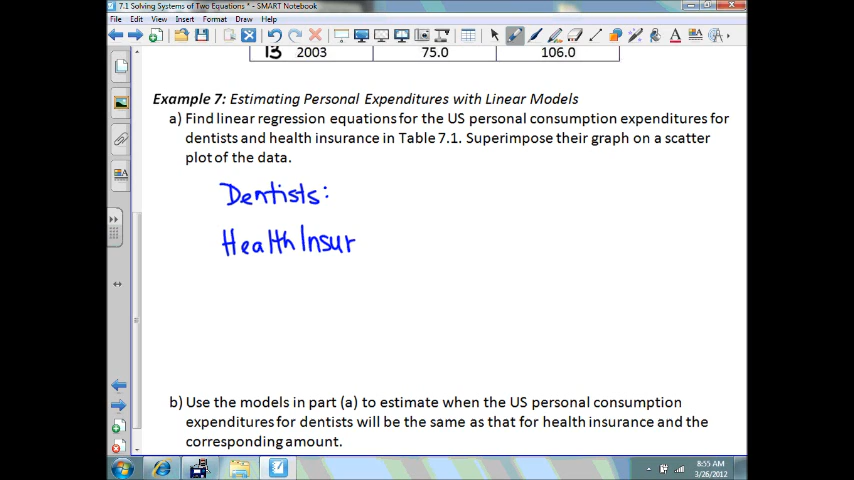 7.1 Solving Systems of Two Equations * - SMART Notebook
File Edit View Insert Format Draw Help
13 2003 75.0 106.0
Example 7: Estimating Personal Expenditures with Linear Models
a) Find linear regression equations for the US personal consumption expenditures for
dentists and health insurance in Table 7.1. Superimpose their graph on a scatter
plot of the data.
Dentists:
Health Insur
b) Use the models in part (a) to estimate when the US personal consumption
expenditures for dentists will be the same as that for health insurance and the
corresponding amount.
8:55 AM
3/26/2012